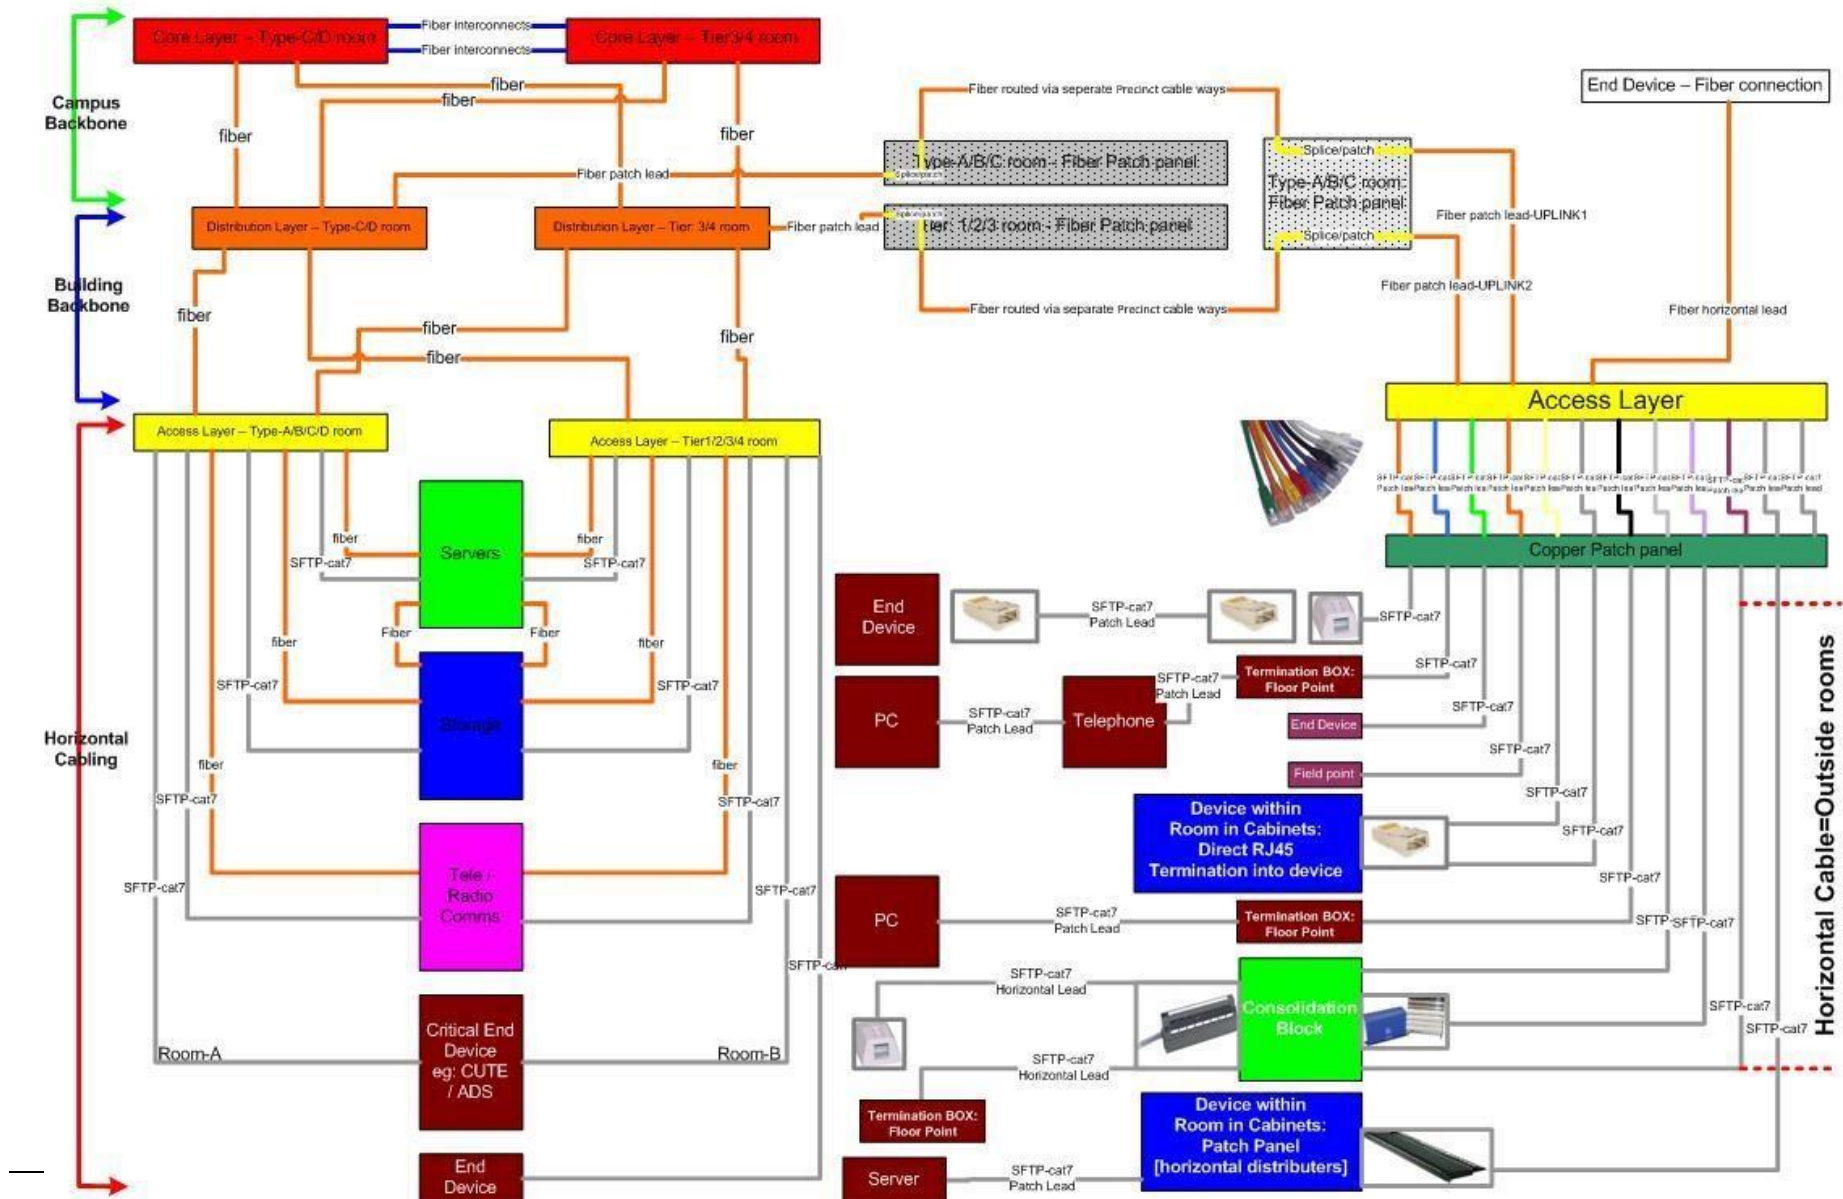 Core Layer – Type-C/D room
Fiber interconnects
Fiber interconnects
Core Layer – Tier3/4 room
fiber
fiber
fiber
fiber
Campus
Backbone
Fiber routed via seperate Precinct cable ways
End Device – Fiber connection
Type-A/B/C room - Fiber Patch panel
Splice/patch
Fiber patch lead
Splice/patch
Type-A/B/C room:
Fiber Patch panel
Splice/patch
Distribution Layer – Type-C/D room
Distribution Layer – Tier: 3/4 room
Fiber patch lead
Splice/patch
Tier: 1/2/3 room - Fiber Patch panel
Fiber patch lead-UPLINK1
Fiber patch lead-UPLINK2
Building
Backbone
fiber
fiber
fiber
fiber
Fiber routed via separate Precinct cable ways
Fiber horizontal lead
Access Layer – Type-A/B/C/D room
Access Layer – Tier1/2/3/4 room
Access Layer
Copper Patch panel
Servers
fiber
SFTP-cat7
fiber
SFTP-cat7
Fiber
Fiber
fiber
fiber
SFTP-cat7
SFTP-cat7
Storage
Horizontal
Cabling
fiber
fiber
SFTP-cat7
SFTP-cat7
Tele /
Radio
Comms
SFTP-cat7
SFTP-cat7
Critical End
Device
eg: CUTE
/ ADS
Room-A
Room-B
End
Device
End
Device
SFTP-cat7
Patch Lead
SFTP-cat7
PC
SFTP-cat7
Patch Lead
Telephone
SFTP-cat7
Patch Lead
Termination BOX:
Floor Point
SFTP-cat7
End Device
SFTP-cat7
Field point
SFTP-cat7
Device within
Room in Cabinets:
Direct RJ45
Termination into device
SFTP-cat7
SFTP-cat7
PC
SFTP-cat7
Patch Lead
Termination BOX:
Floor Point
SFTP-cat7
SFTP-cat7
SFTP-cat7
Horizontal Lead
Consolidation
Block
SFTP-cat7
SFTP-cat7
SFTP-cat7
Horizontal Lead
Termination BOX:
Floor Point
Device within
Room in Cabinets:
Patch Panel
[horizontal distributers]
Server
SFTP-cat7
Patch Lead
Horizontal Cable=Outside rooms